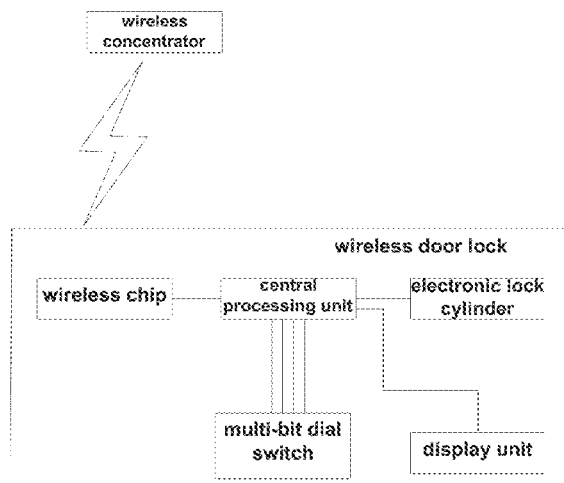 wireless
concentrator
wireless door lock
wireless chip
central
processing unit
electronic lock
cylinder
multi-bit dial
switch
display unit